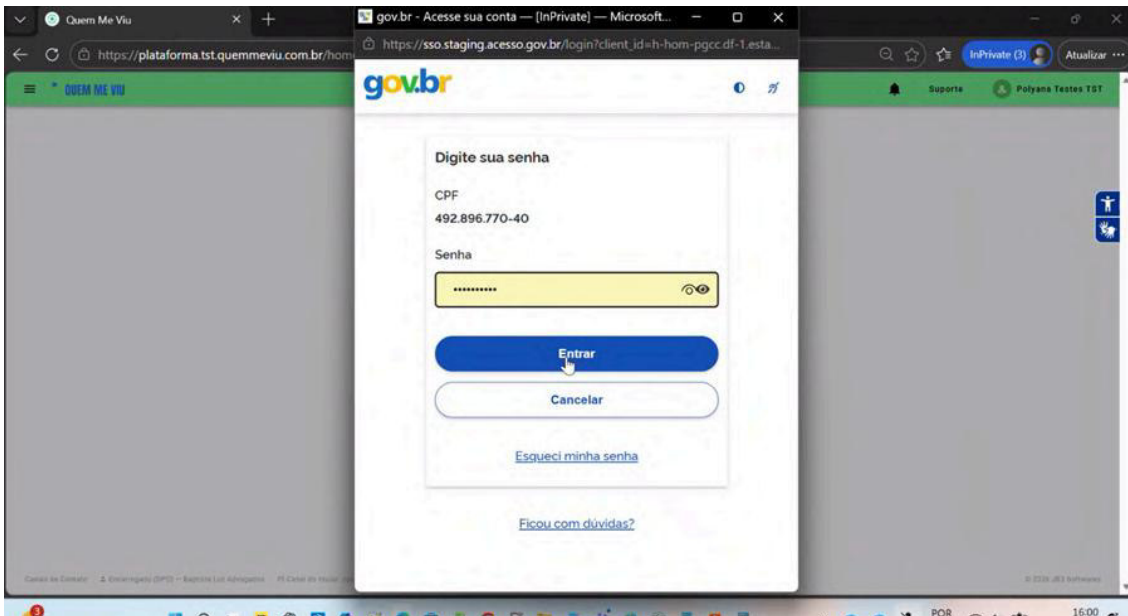 Quem Me Viu
gov.br - Acesse sua conta — [InPrivate] — Microsoft...
https://plataforma.tst.quemmeviu.com.br/hom
https://sso.staging.acesso.gov.br/login?client_id=h-hom-pgcc.df-1.esta...
InPrivate (3)
Atualizar
QUEM ME VIU
gov.br
Suporte
Polyana Testes TST
Digite sua senha
CPF
492.896.770-40
Senha
••••••••••
Entrar
Cancelar
Esqueci minha senha
Ficou com dúvidas?
3
POR
16:00